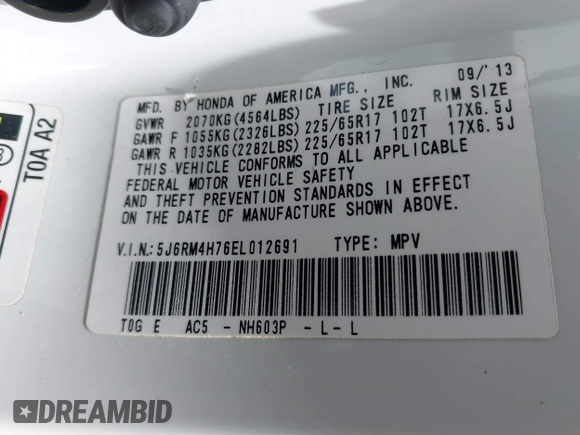 09/'13
MFD. BY HONDA OF AMERICA MFG., INC.
GVWR 2070KG(4564LBS) TIRE SIZE RIM SIZE
GAWR F 1055KG(2326LBS) 225/65R17 102T 17X6.5J
GAWR R 1035KG(2282LBS) 225/65R17 102T 17X6.5J
THIS VEHICLE CONFORMS TO ALL APPLICABLE
FEDERAL MOTOR VEHICLE SAFETY
AND THEFT PREVENTION STANDARDS IN EFFECT
ON THE DATE OF MANUFACTURE SHOWN ABOVE.
V.I.N.: 5J6RM4H76EL012691 TYPE: MPV
T0G E AC5 - NH603P - L - L
T0A A2
DREAMBID